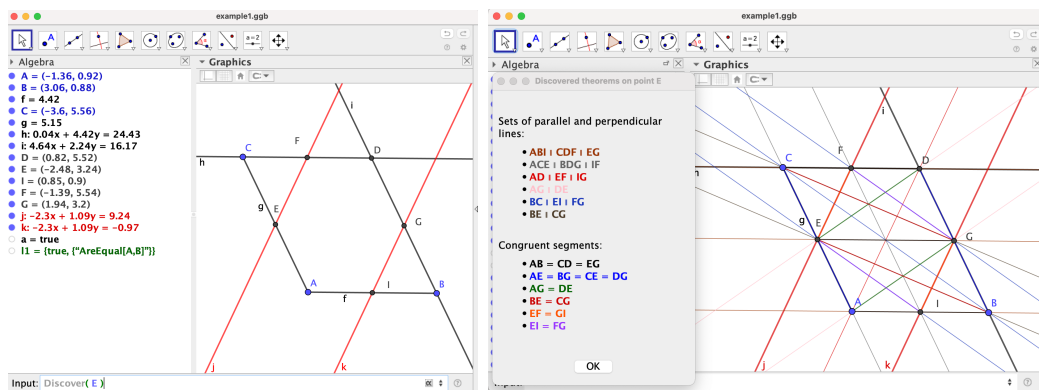 example1.ggb
A
a=2
Algebra
Graphics
A = (-1.36, 0.92)
B = (3.06, 0.88)
f = 4.42
C = (-3.6, 5.56)
g = 5.15
h: 0.04x + 4.42y = 24.43
i: 4.64x + 2.24y = 16.17
D = (0.82, 5.52)
E = (-2.48, 3.24)
I = (0.85, 0.9)
F = (-1.39, 5.54)
G = (1.94, 3.2)
j: -2.3x + 1.09y = 9.24
k: -2.3x + 1.09y = -0.97
a = true
l1 = {true, {"AreEqual[A,B]"}}
i
C
F
D
h
g
E
G
A
f
I
B
j
k
Input: Discover( E )
α
example1.ggb
A
a=2
Algebra
Graphics
Discovered theorems on point E
Sets of parallel and perpendicular
lines:
• ABI ı CDF ı EG
• ACE ı BDG ı IF
• AD ı EF ı IG
• AG ı DE
• BC ı EI ı FG
• BE ı CG
Congruent segments:
• AB = CD = EG
• AE = BG = CE = DG
• AG = DE
• BE = CG
• EF = GI
• EI = FG
OK
i
C
F
D
g
E
G
A
I
B
j
k